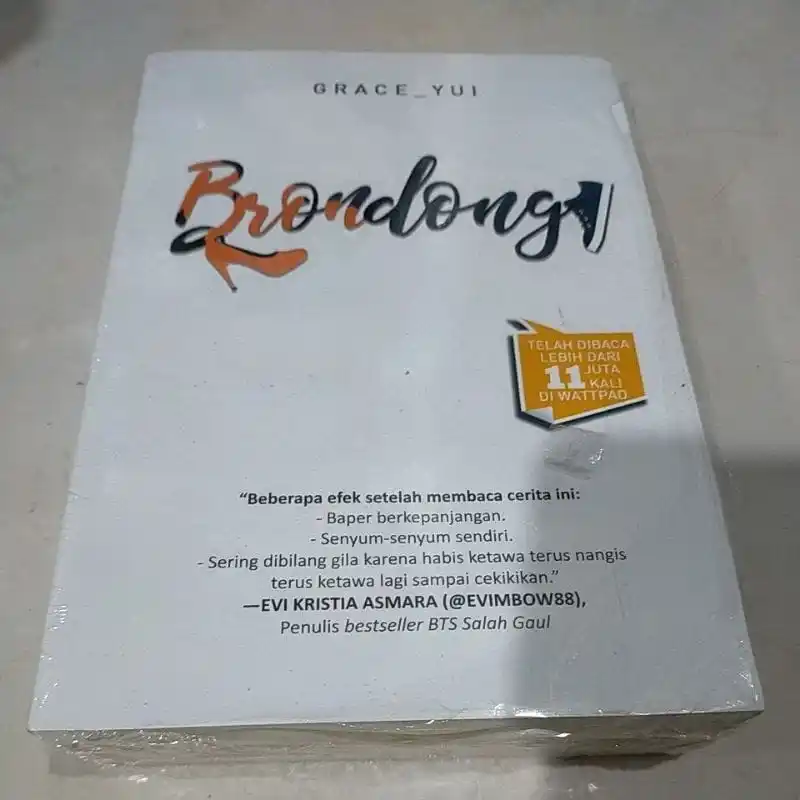 GRACE_YUI
Brondong
TELAH DIBACA
LEBIH DARI
11 JUTA
KALI
DI WATTPAD
“Beberapa efek setelah membaca cerita ini:
- Baper berkepanjangan.
- Senyum-senyum sendiri.
- Sering dibilang gila karena habis ketawa terus nangis
terus ketawa lagi sampai cekikikan.”
—EVI KRISTIA ASMARA (@EVIMBOW88),
Penulis bestseller BTS Salah Gaul